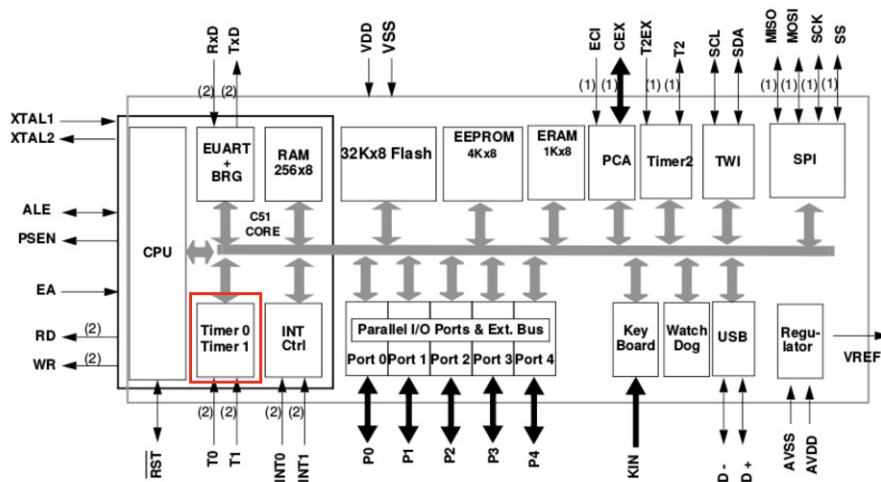 RxD
TxD
VDD
VSS
ECI
CEX
T2EX
T2
SCL
SDA
MISO
MOSI
SCK
SS
(2)
(2)
(1)
(1)
(1)
(1)
(1)
(1)
(1)
(1)
XTAL1
XTAL2
ALE
PSEN
EA
RD
(2)
WR
(2)
CPU
EUART
+
BRG
RAM
256x8
C51
CORE
32Kx8 Flash
EEPROM
4Kx8
ERAM
1Kx8
PCA
Timer2
TWI
SPI
Timer 0
Timer 1
INT
Ctrl
Parallel I/O Ports & Ext. Bus
Port 0
Port 1
Port 2
Port 3
Port 4
Key
Board
Watch
Dog
USB
Regu-
lator
VREF
(2)
(2)
(2)
(2)
RST
T0
T1
INT0
INT1
P0
P1
P2
P3
P4
KIN
D -
D +
AVSS
AVDD